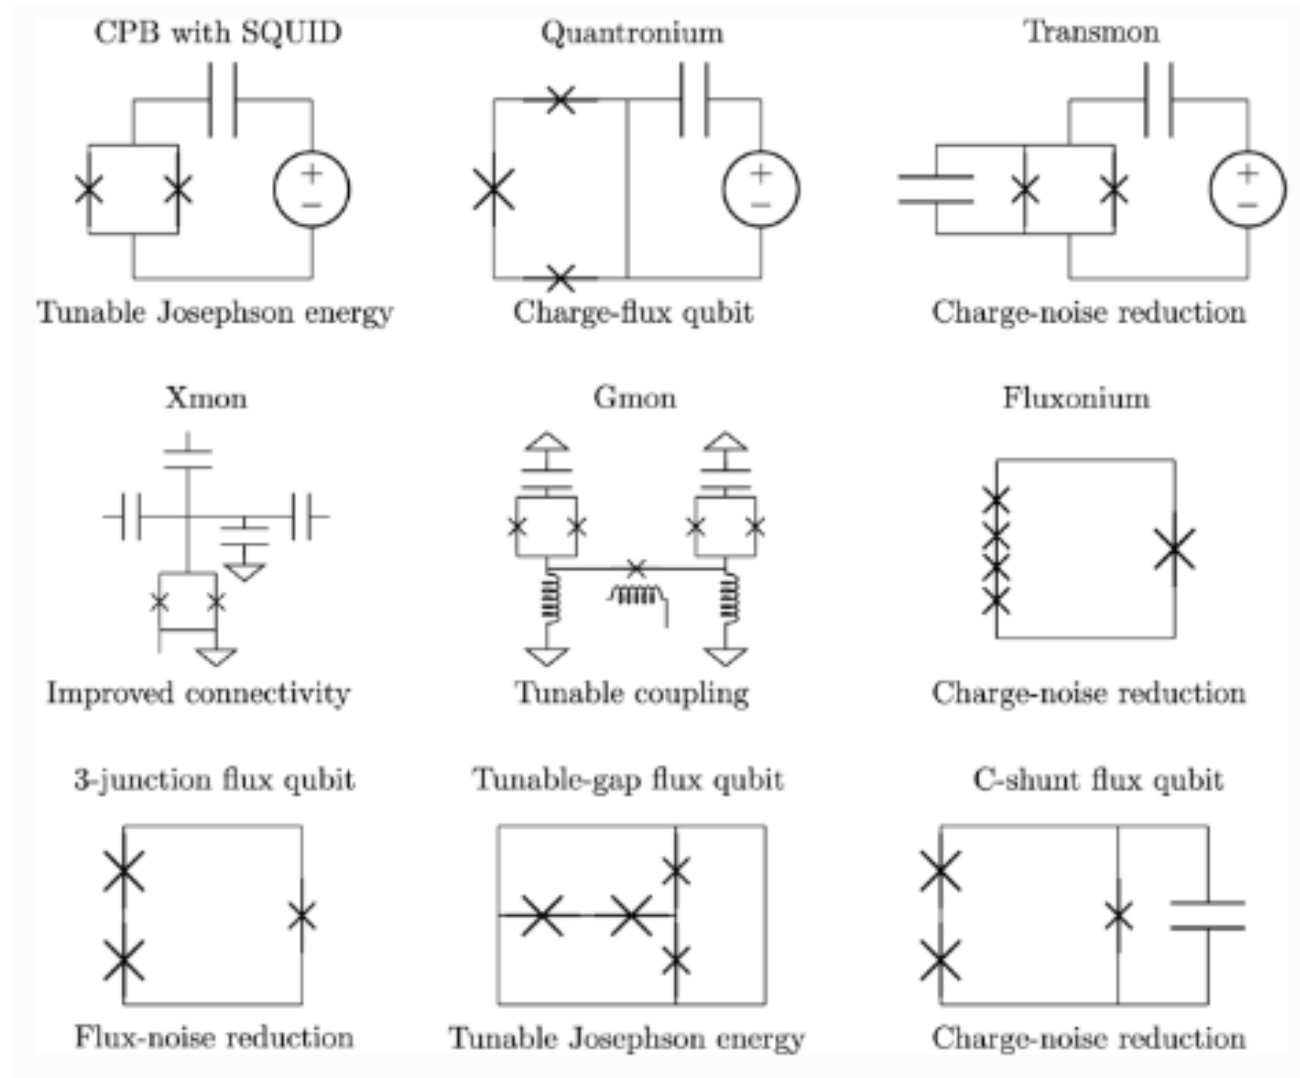 CPB with SQUID
Quantronium
Transmon
+
−
+
−
+
−
Tunable Josephson energy
Charge-flux qubit
Charge-noise reduction
Xmon
Gmon
Fluxonium
Improved connectivity
Tunable coupling
Charge-noise reduction
3-junction flux qubit
Tunable-gap flux qubit
C-shunt flux qubit
Flux-noise reduction
Tunable Josephson energy
Charge-noise reduction